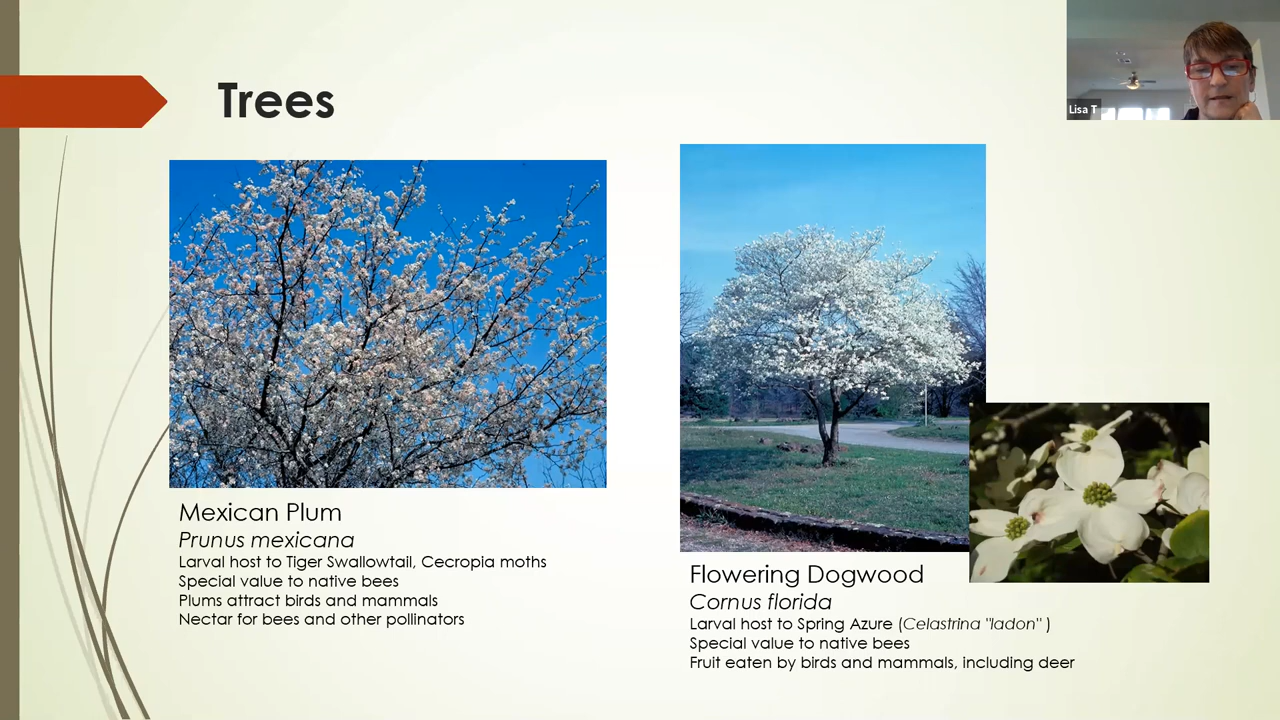 Trees
Lisa T
Mexican Plum
Prunus mexicana
Larval host to Tiger Swallowtail, Cecropia moths
Special value to native bees
Plums attract birds and mammals
Nectar for bees and other pollinators
Flowering Dogwood
Cornus florida
Larval host to Spring Azure (Celastrina "ladon" )
Special value to native bees
Fruit eaten by birds and mammals, including deer